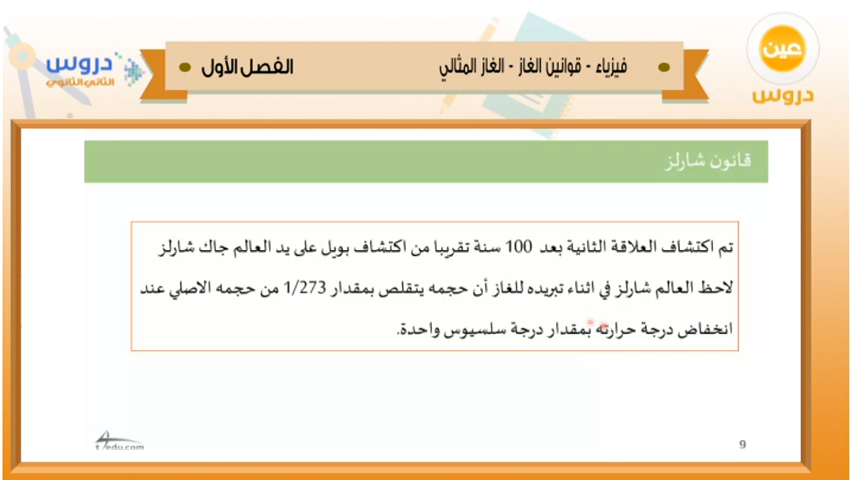 عين
دروس
فيزياء - قوانين الغاز - الغاز المثالي
الفصل الأول
دروس
الثاني الثانوي
قانون شارلز
تم اكتشاف العلاقة الثانية بعد 100 سنة تقريبا من اكتشاف بويل على يد العالم جاك شارلز
لاحظ العالم شارلز في اثناء تبريده للغاز أن حجمه يتقلص بمقدار 1/273 من حجمه الاصلي عند
انخفاض درجة حرارته بمقدار درجة سلسيوس واحدة.
t4edu.com
9